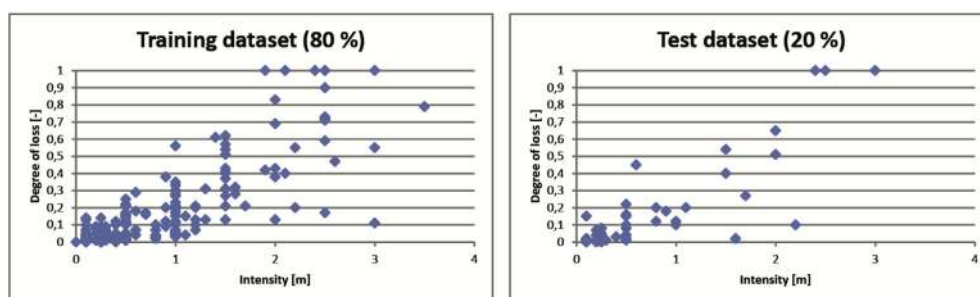 Training dataset (80 %)
Degree of loss [-]
1
0,9
0,8
0,7
0,6
0,5
0,4
0,3
0,2
0,1
0
0 1 2 3 4
Intensity [m]
Test dataset (20 %)
Degree of loss [-]
1
0,9
0,8
0,7
0,6
0,5
0,4
0,3
0,2
0,1
0
0 1 2 3 4
Intensity [m]